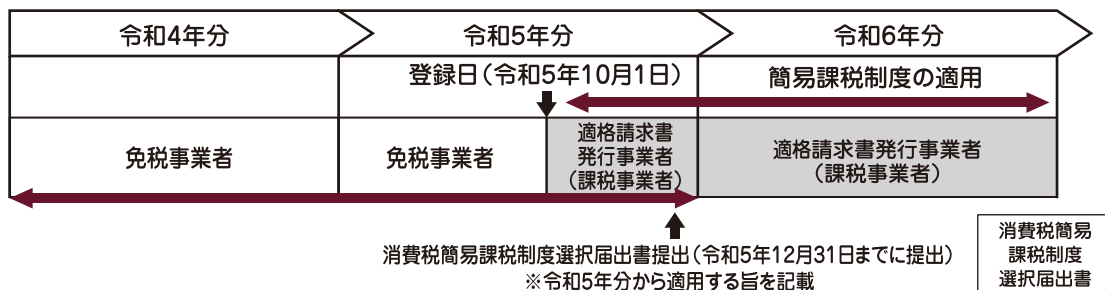 令和4年分
令和5年分
令和6年分
登録日（令和5年10月1日）
簡易課税制度の適用
免税事業者
免税事業者
適格請求書
発行事業者
（課税事業者）
適格請求書発行事業者
（課税事業者）
消費税簡易課税制度選択届出書提出（令和5年12月31日までに提出）
※令和5年分から適用する旨を記載
消費税簡易
課税制度
選択届出書